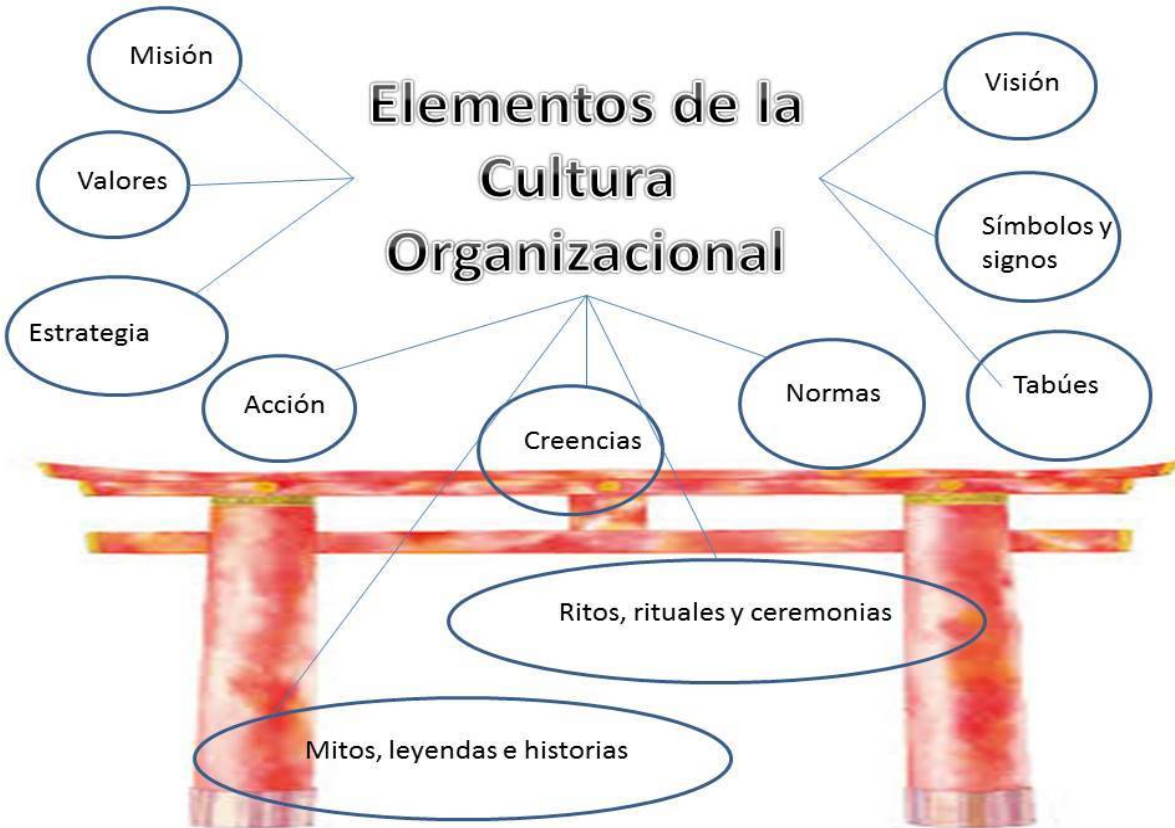 Misión
Elementos de la
Cultura
Organizacional
Visión
Valores
Símbolos y
signos
Estrategia
Acción
Creencias
Normas
Tabúes
Ritos, rituales y ceremonias
Mitos, leyendas e historias